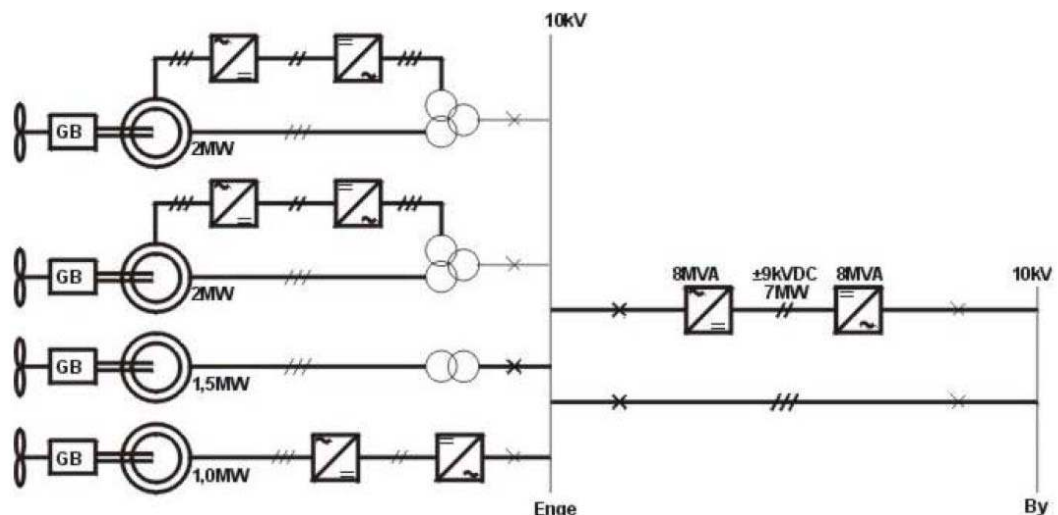 10kV
GB
2MW
GB
2MW
8MVA
±9kVDC
7MW
8MVA
10kV
GB
1,5MW
GB
1,0MW
Enge
By